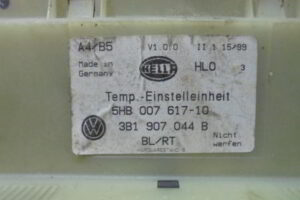 A4/B5 V1.0.0 II 15/99
Made in Germany HELLA HLO 3
Temp.-Einstelleinheit
5HB 007 617-10
3B1 907 044 B
BL/RT Nicht werfen